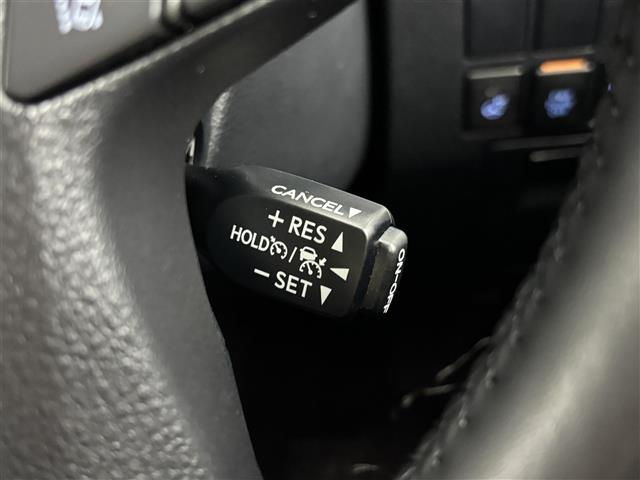 CANCEL▼
+ RES ▲
HOLD /
− SET ▼
ON-OFF